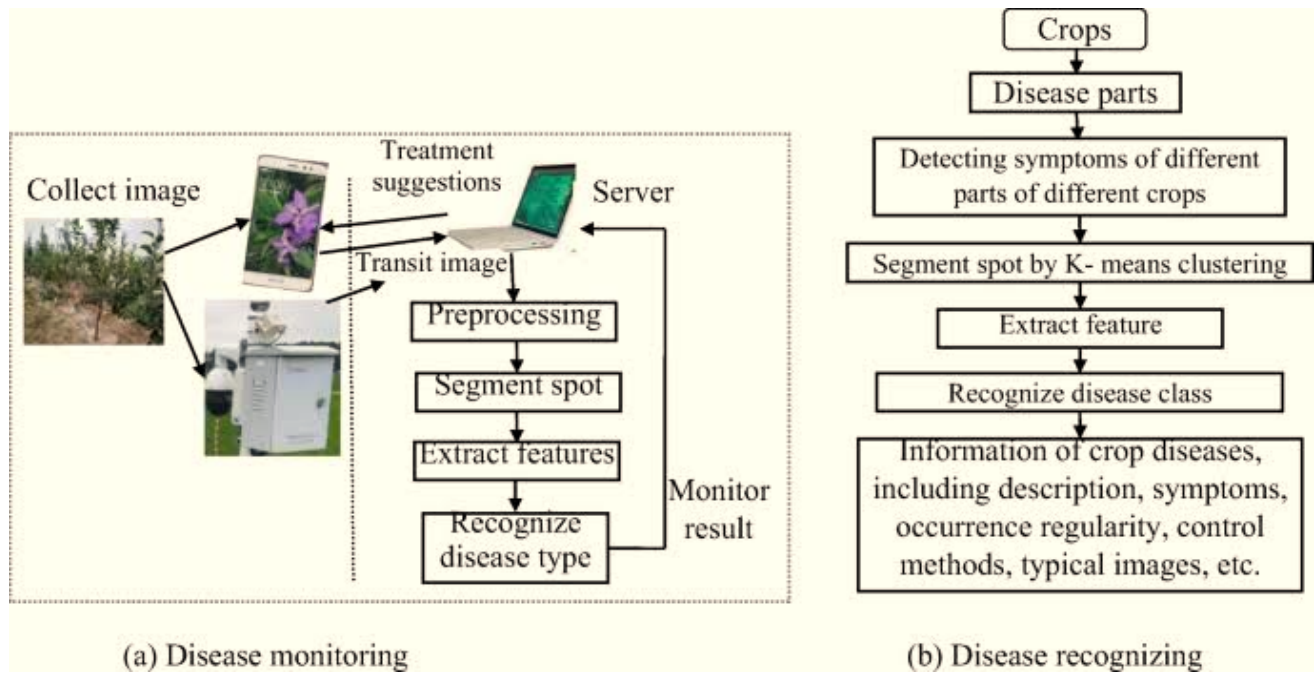 Collect image
Treatment
suggestions
Server
Transit image
Preprocessing
Segment spot
Extract features
Recognize
disease type
Monitor
result
(a) Disease monitoring
Crops
Disease parts
Detecting symptoms of different
parts of different crops
Segment spot by K- means clustering
Extract feature
Recognize disease class
Information of crop diseases,
including description, symptoms,
occurrence regularity, control
methods, typical images, etc.
(b) Disease recognizing